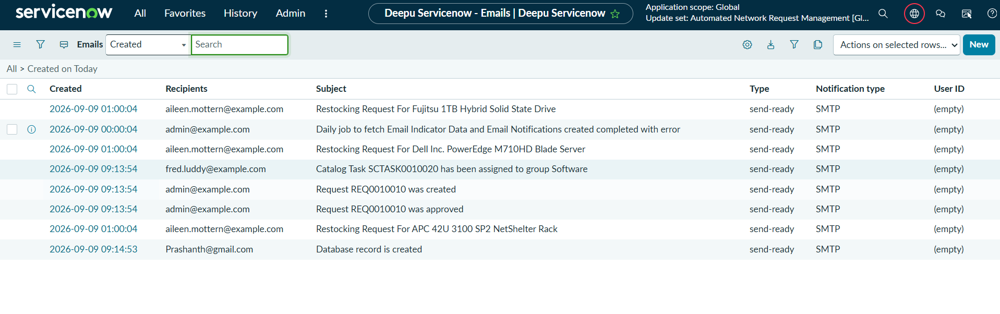 servicenow All Favorites History Admin Deepu Servicenow - Emails | Deepu Servicenow Application scope: Global
Update set: Automated Network Request Management [Gl...
Emails Created Search Actions on selected rows... New
All > Created on Today
Created Recipients Subject Type Notification type User ID
2026-09-09 01:00:04 aileen.mottern@example.com Restocking Request For Fujitsu 1TB Hybrid Solid State Drive send-ready SMTP (empty)
2026-09-09 00:00:04 admin@example.com Daily job to fetch Email Indicator Data and Email Notifications created completed with error send-ready SMTP (empty)
2026-09-09 01:00:04 aileen.mottern@example.com Restocking Request For Dell Inc. PowerEdge M710HD Blade Server send-ready SMTP (empty)
2026-09-09 09:13:54 fred.luddy@example.com Catalog Task SCTASK0010020 has been assigned to group Software send-ready SMTP (empty)
2026-09-09 09:13:54 admin@example.com Request REQ0010010 was created send-ready SMTP (empty)
2026-09-09 09:13:54 admin@example.com Request REQ0010010 was approved send-ready SMTP (empty)
2026-09-09 01:00:04 aileen.mottern@example.com Restocking Request For APC 42U 3100 SP2 NetShelter Rack send-ready SMTP (empty)
2026-09-09 09:14:53 Prashanth@gmail.com Database record is created send-ready SMTP (empty)